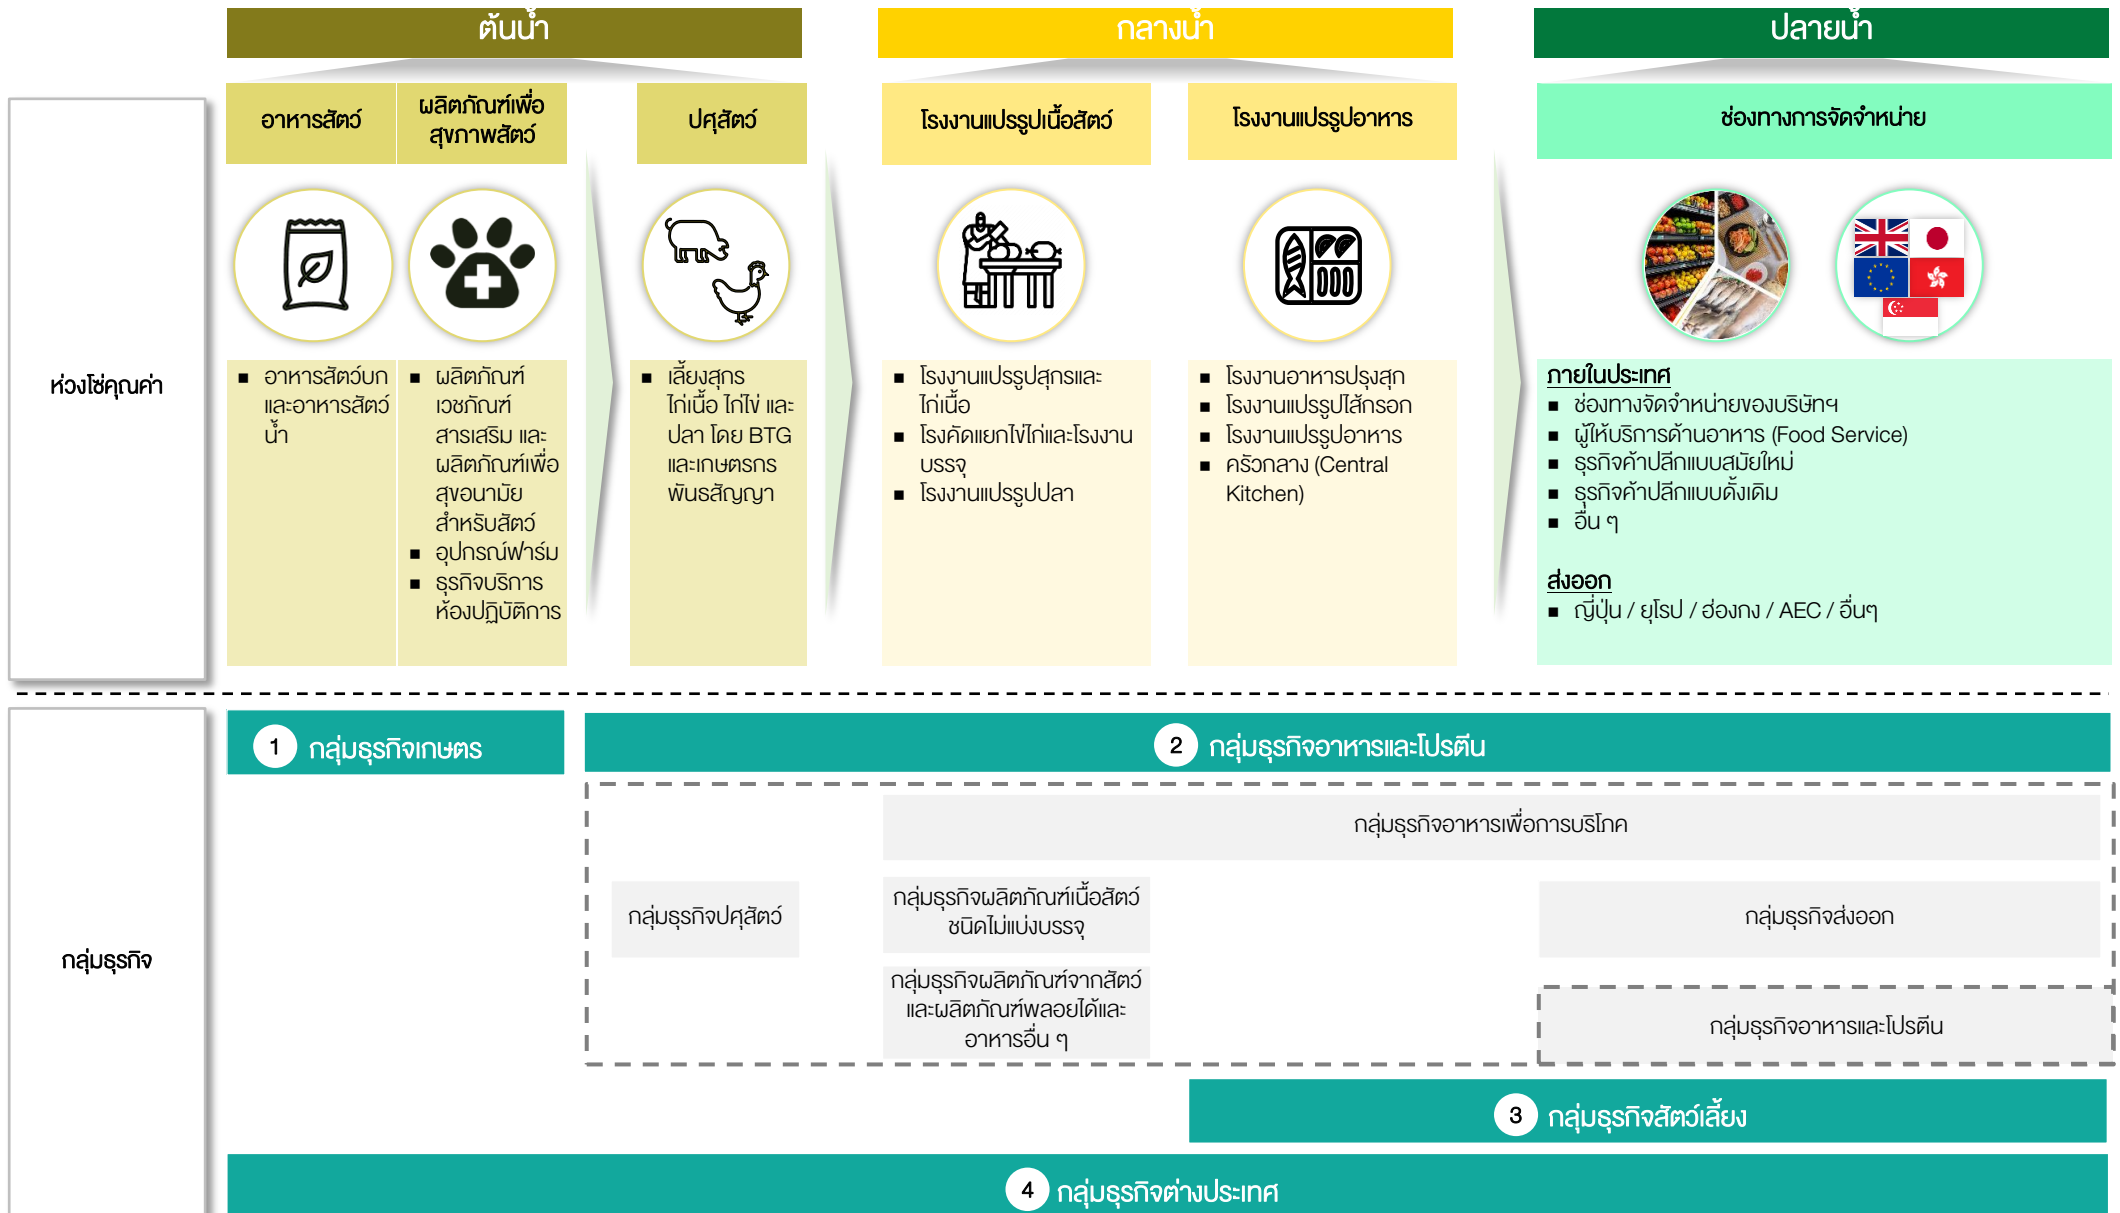 ต้นน้ำ
กลางน้ำ
ปลายน้ำ
ห่วงโซ่คุณค่า
อาหารสัตว์
ผลิตภัณฑ์เพื่อ
สุขภาพสัตว์
ปศุสัตว์
โรงงานแปรรูปเนื้อสัตว์
โรงงานแปรรูปอาหาร
ช่องทางการจัดจำหน่าย
■ อาหารสัตว์บก
และอาหารสัตว์
น้ำ
■ ผลิตภัณฑ์
เวชภัณฑ์
สารเสริม และ
ผลิตภัณฑ์เพื่อ
สุขอนามัย
สำหรับสัตว์
■ อุปกรณ์ฟาร์ม
■ ธุรกิจบริการ
ห้องปฏิบัติการ
■ เลี้ยงสุกร
ไก่เนื้อ ไก่ไข่ และ
ปลา โดย BTG
และเกษตรกร
พันธสัญญา
■ โรงงานแปรรูปสุกรและ
ไก่เนื้อ
■ โรงคัดแยกไข่ไก่และโรงงาน
บรรจุ
■ โรงงานแปรรูปปลา
■ โรงงานอาหารปรุงสุก
■ โรงงานแปรรูปไส้กรอก
■ โรงงานแปรรูปอาหาร
■ ครัวกลาง (Central
Kitchen)
ภายในประเทศ
■ ช่องทางจัดจำหน่ายของบริษัทฯ
■ ผู้ให้บริการด้านอาหาร (Food Service)
■ ธุรกิจค้าปลีกแบบสมัยใหม่
■ ธุรกิจค้าปลีกแบบดั้งเดิม
■ อื่น ๆ
ส่งออก
■ ญี่ปุ่น / ยุโรป / ฮ่องกง / AEC / อื่นๆ
กลุ่มธุรกิจ
1 กลุ่มธุรกิจเกษตร
2 กลุ่มธุรกิจอาหารและโปรตีน
กลุ่มธุรกิจอาหารเพื่อการบริโภค
กลุ่มธุรกิจปศุสัตว์
กลุ่มธุรกิจผลิตภัณฑ์เนื้อสัตว์
ชนิดไม่แบ่งบรรจุ
กลุ่มธุรกิจส่งออก
กลุ่มธุรกิจผลิตภัณฑ์จากสัตว์
และผลิตภัณฑ์พลอยได้และ
อาหารอื่น ๆ
กลุ่มธุรกิจอาหารและโปรตีน
3 กลุ่มธุรกิจสัตว์เลี้ยง
4 กลุ่มธุรกิจต่างประเทศ